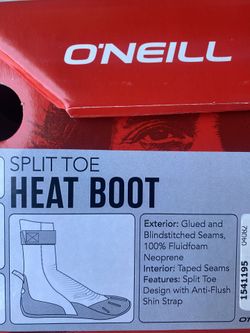 O'NEILL
SPLIT TOE
HEAT BOOT
Exterior: Glued and
Blindstitched Seams,
100% Fluidfoam
Neoprene
Interior: Taped Seams
Features: Split Toe
Design with Anti-Flush
Shin Strap
04062
1541195